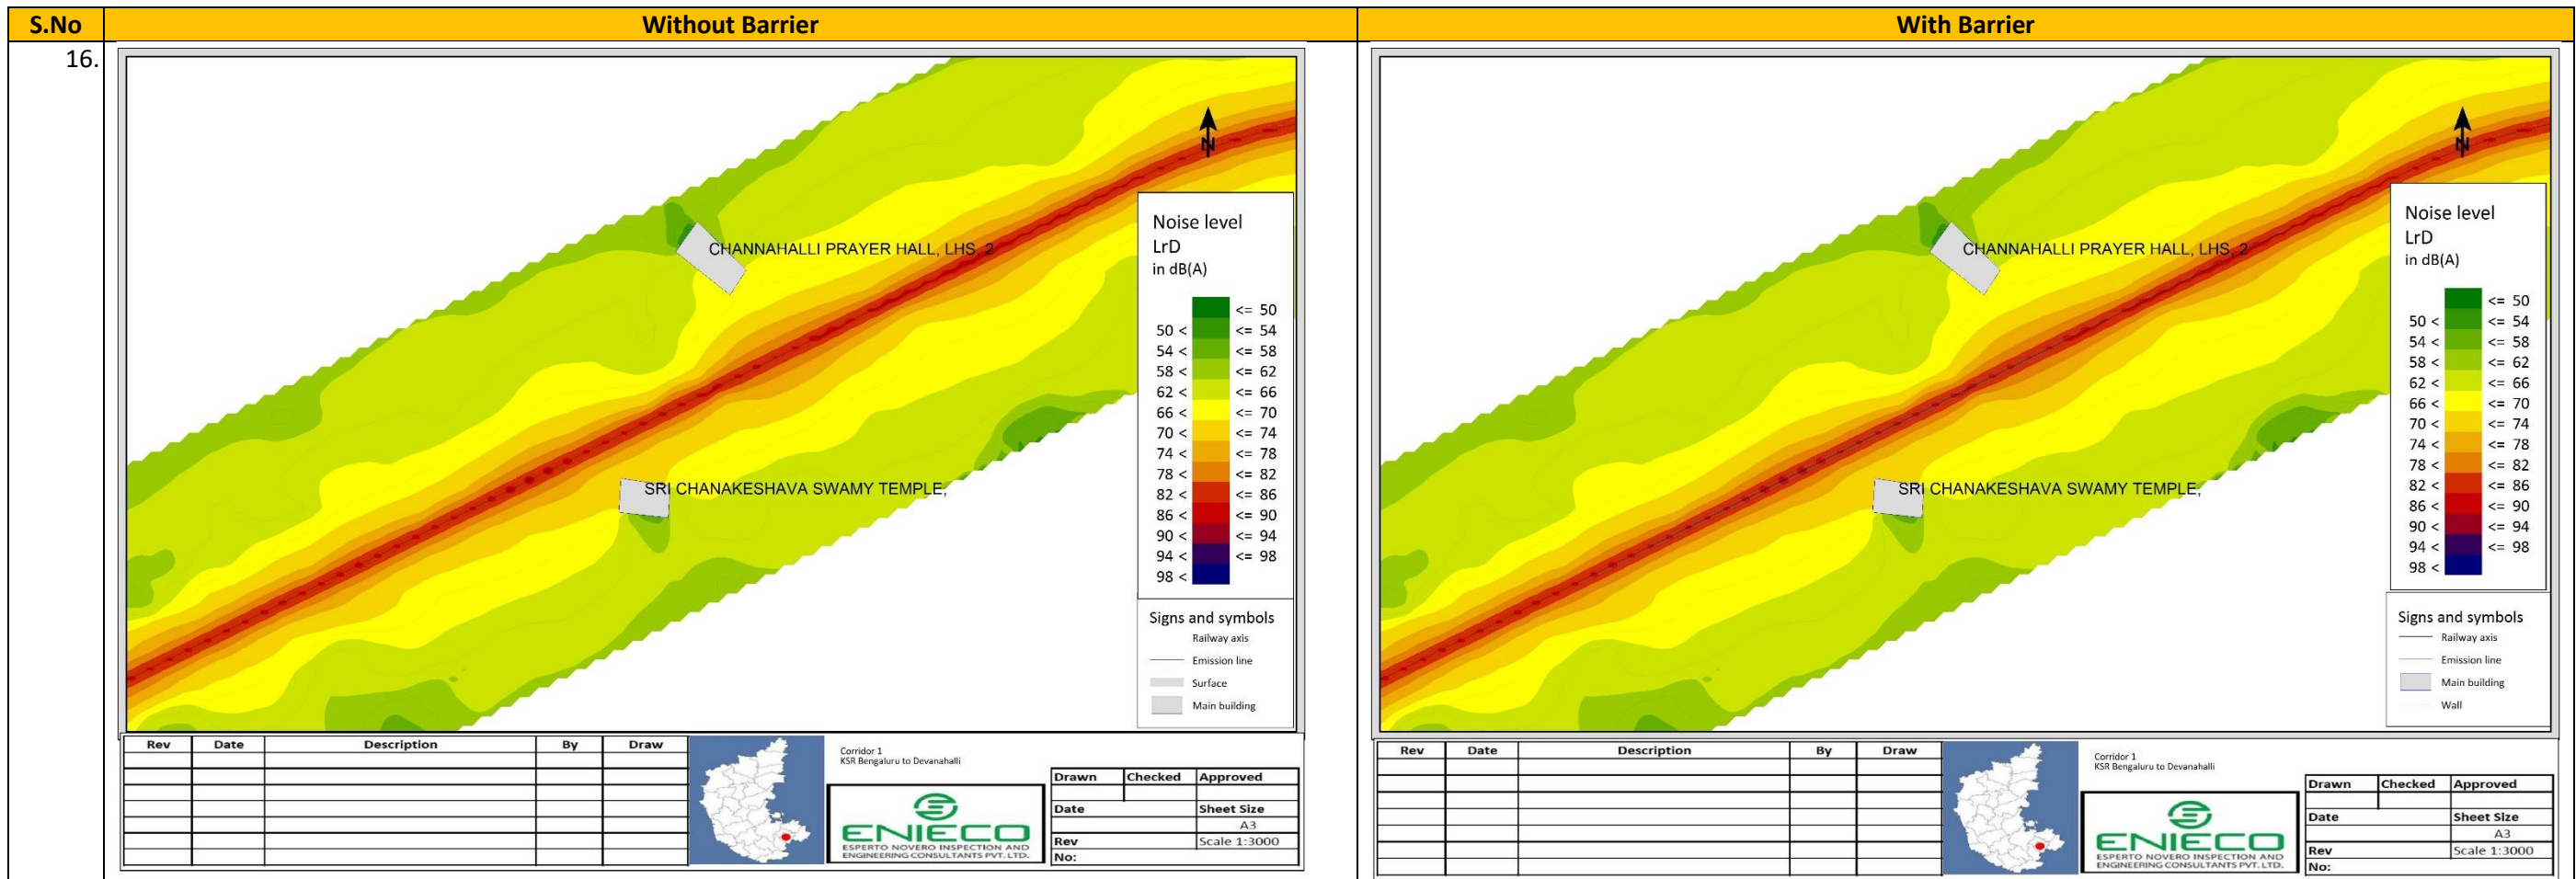 S.No Without Barrier With Barrier
16.
N
CHANNAHALLI PRAYER HALL, LHS, 2
SRI CHANAKESHAVA SWAMY TEMPLE,
Noise level
LrD
in dB(A)
<= 50
50 < <= 54
54 < <= 58
58 < <= 62
62 < <= 66
66 < <= 70
70 < <= 74
74 < <= 78
78 < <= 82
82 < <= 86
86 < <= 90
90 < <= 94
94 < <= 98
98 <
Signs and symbols
Railway axis
Emission line
Surface
Main building
Rev Date Description By Draw
Corridor 1
KSR Bengaluru to Devanahalli
ENIECO
ESPERTO NOVERO INSPECTION AND
ENGINEERING CONSULTANTS PVT. LTD.
Drawn Checked Approved
Date Sheet Size
A3
Rev Scale 1:3000
No:
N
CHANNAHALLI PRAYER HALL, LHS, 2
SRI CHANAKESHAVA SWAMY TEMPLE,
Noise level
LrD
in dB(A)
<= 50
50 < <= 54
54 < <= 58
58 < <= 62
62 < <= 66
66 < <= 70
70 < <= 74
74 < <= 78
78 < <= 82
82 < <= 86
86 < <= 90
90 < <= 94
94 < <= 98
98 <
Signs and symbols
Railway axis
Emission line
Main building
Wall
Rev Date Description By Draw
Corridor 1
KSR Bengaluru to Devanahalli
ENIECO
ESPERTO NOVERO INSPECTION AND
ENGINEERING CONSULTANTS PVT. LTD.
Drawn Checked Approved
Date Sheet Size
A3
Rev Scale 1:3000
No: